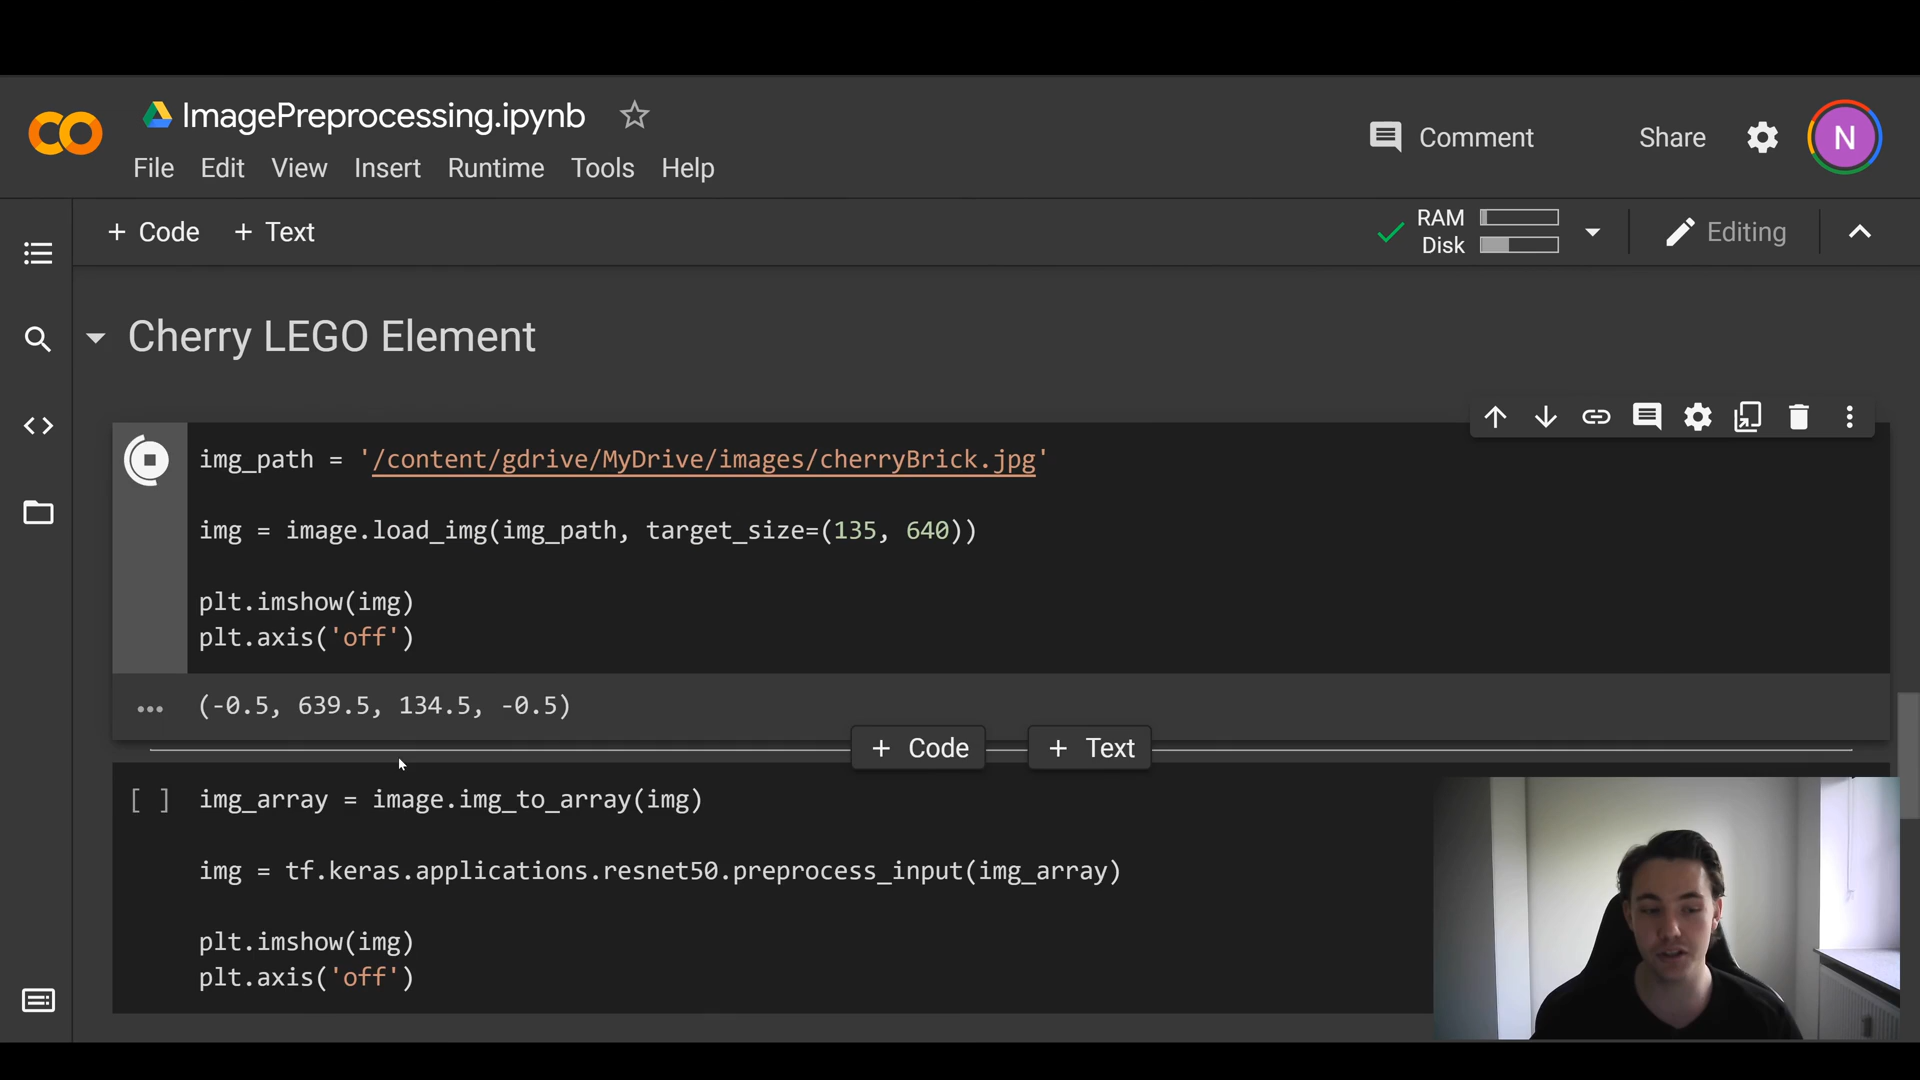 ImagePreprocessing.ipynb
Comment
Share
N
File Edit View Insert Runtime Tools Help
+ Code + Text
RAM
Disk
Editing
Cherry LEGO Element
img_path = '/content/gdrive/MyDrive/images/cherryBrick.jpg'
img = image.load_img(img_path, target_size=(135, 640))
plt.imshow(img)
plt.axis('off')
(-0.5, 639.5, 134.5, -0.5)
+ Code + Text
[ ] img_array = image.img_to_array(img)
img = tf.keras.applications.resnet50.preprocess_input(img_array)
plt.imshow(img)
plt.axis('off')